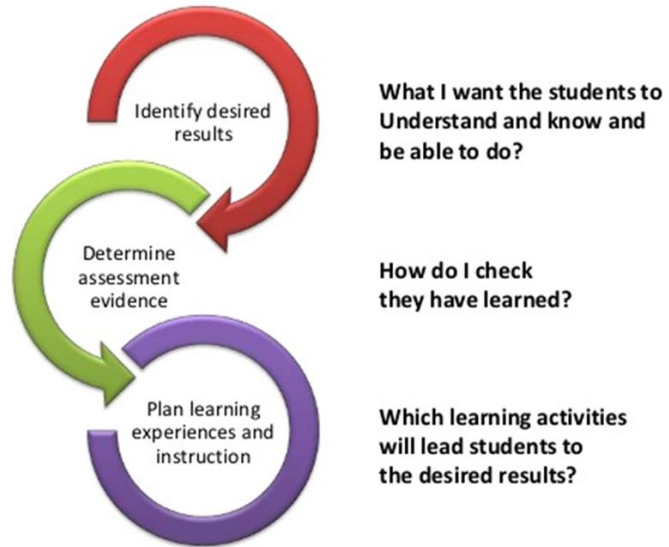 Identify desired
results
What I want the students to
Understand and know and
be able to do?
Determine
assessment
evidence
How do I check
they have learned?
Plan learning
experiences and
instruction
Which learning activities
will lead students to
the desired results?